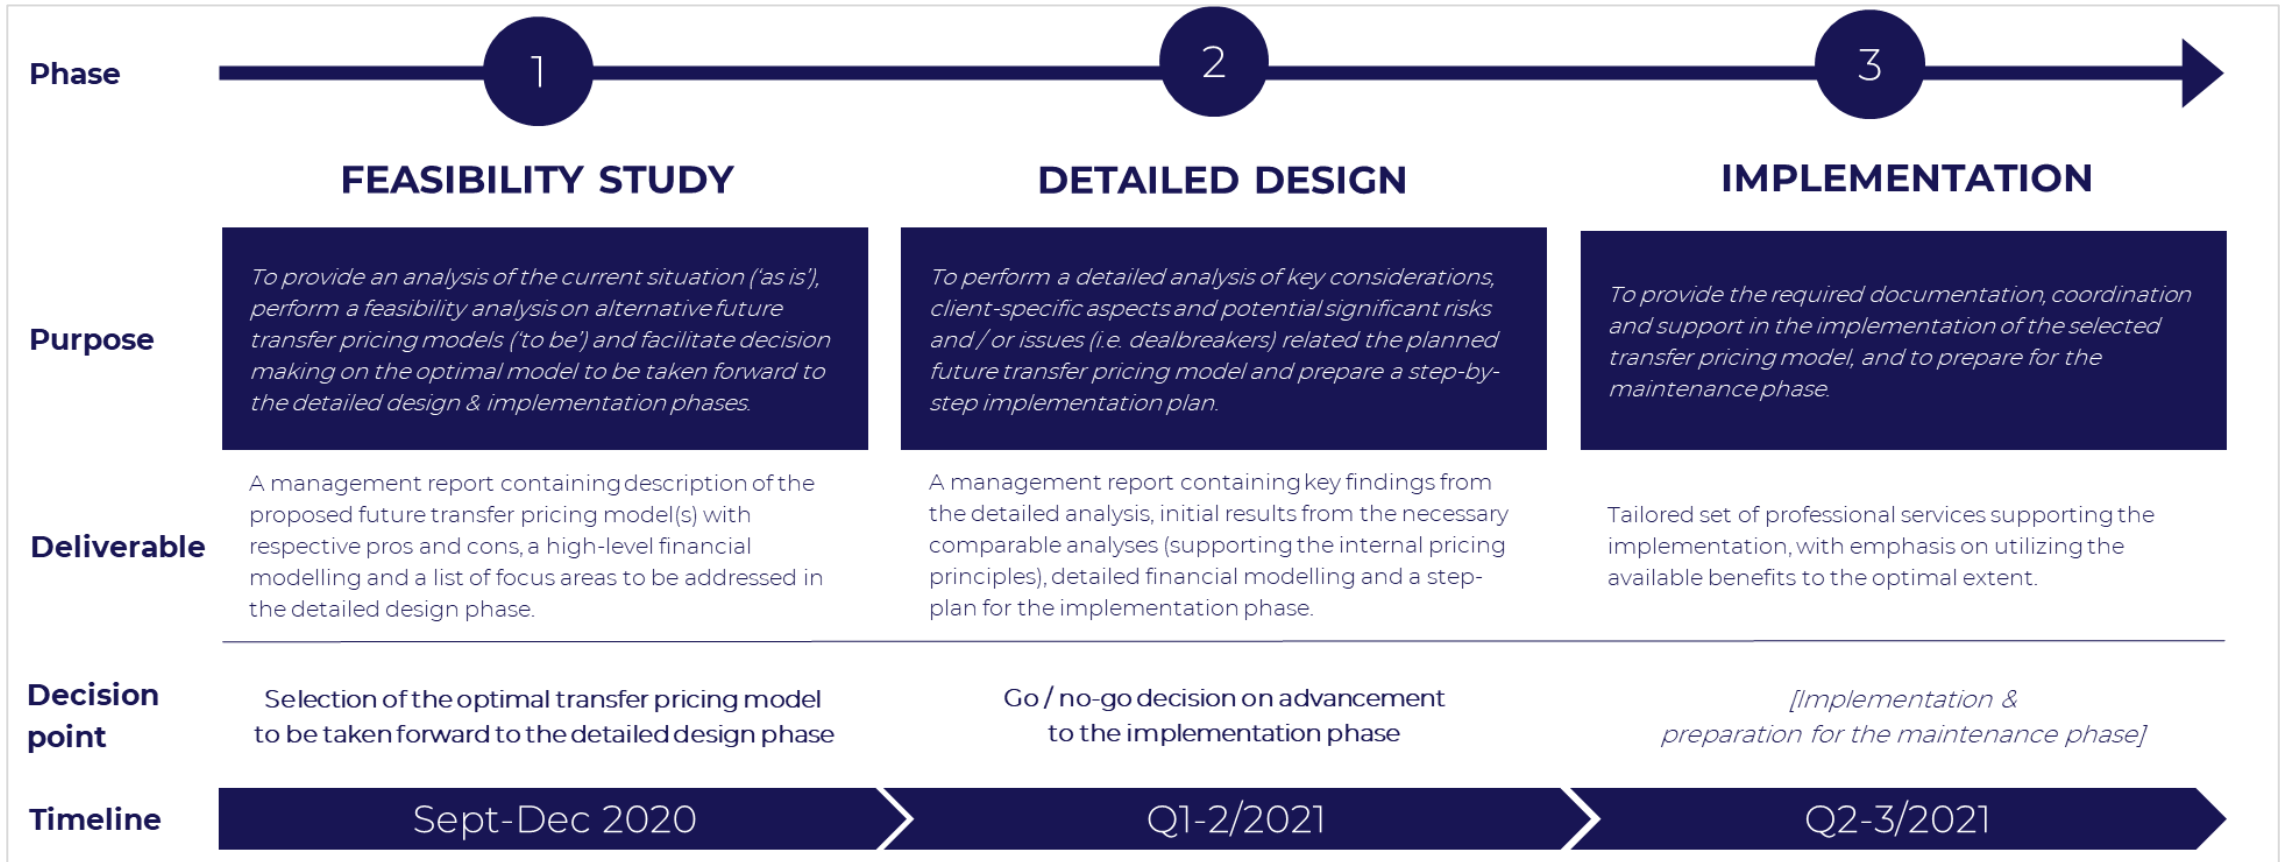 Phase
1
2
3
FEASIBILITY STUDY
DETAILED DESIGN
IMPLEMENTATION
Purpose
To provide an analysis of the current situation (‘as is’),
perform a feasibility analysis on alternative future
transfer pricing models (‘to be’) and facilitate decision
making on the optimal model to be taken forward to
the detailed design & implementation phases.
To perform a detailed analysis of key considerations,
client-specific aspects and potential significant risks
and / or issues (i.e. dealbreakers) related the planned
future transfer pricing model and prepare a step-by-
step implementation plan.
To provide the required documentation, coordination
and support in the implementation of the selected
transfer pricing model, and to prepare for the
maintenance phase.
Deliverable
A management report containing description of the
proposed future transfer pricing model(s) with
respective pros and cons, a high-level financial
modelling and a list of focus areas to be addressed in
the detailed design phase.
A management report containing key findings from
the detailed analysis, initial results from the necessary
comparable analyses (supporting the internal pricing
principles), detailed financial modelling and a step-
plan for the implementation phase.
Tailored set of professional services supporting the
implementation, with emphasis on utilizing the
available benefits to the optimal extent.
Decision
point
Selection of the optimal transfer pricing model
to be taken forward to the detailed design phase
Go / no-go decision on advancement
to the implementation phase
[Implementation &
preparation for the maintenance phase]
Timeline
Sept-Dec 2020
Q1-2/2021
Q2-3/2021